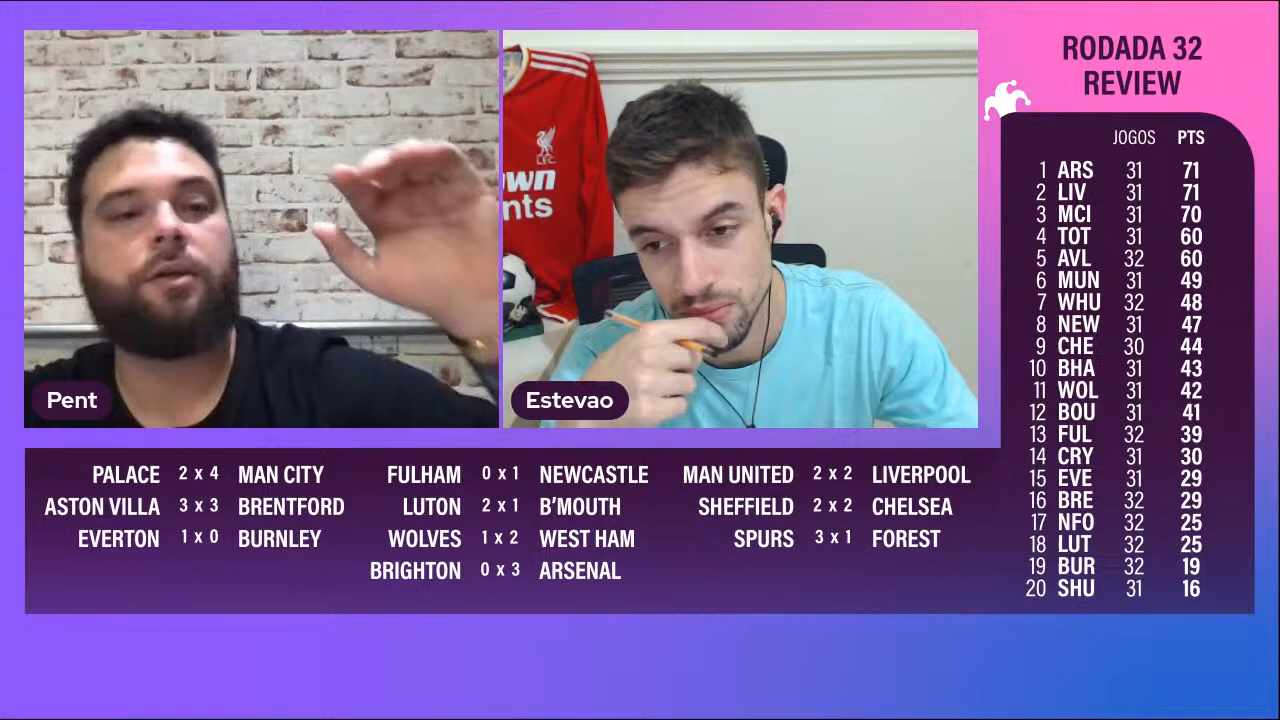 RODADA 32
REVIEW
JOGOS PTS
1 ARS 31 71
2 LIV 31 71
3 MCI 31 70
4 TOT 31 60
5 AVL 32 60
6 MUN 31 49
7 WHU 32 48
8 NEW 31 47
9 CHE 30 44
10 BHA 31 43
11 WOL 31 42
12 BOU 31 41
13 FUL 32 39
14 CRY 31 30
15 EVE 31 29
16 BRE 32 29
17 NFO 32 25
18 LUT 32 25
19 BUR 32 19
20 SHU 31 16
L.F.C.
wn
nts
Pent
Estevao
PALACE 2 x 4 MAN CITY
ASTON VILLA 3 x 3 BRENTFORD
EVERTON 1 x 0 BURNLEY
FULHAM 0 x 1 NEWCASTLE
LUTON 2 x 1 B'MOUTH
WOLVES 1 x 2 WEST HAM
BRIGHTON 0 x 3 ARSENAL
MAN UNITED 2 x 2 LIVERPOOL
SHEFFIELD 2 x 2 CHELSEA
SPURS 3 x 1 FOREST